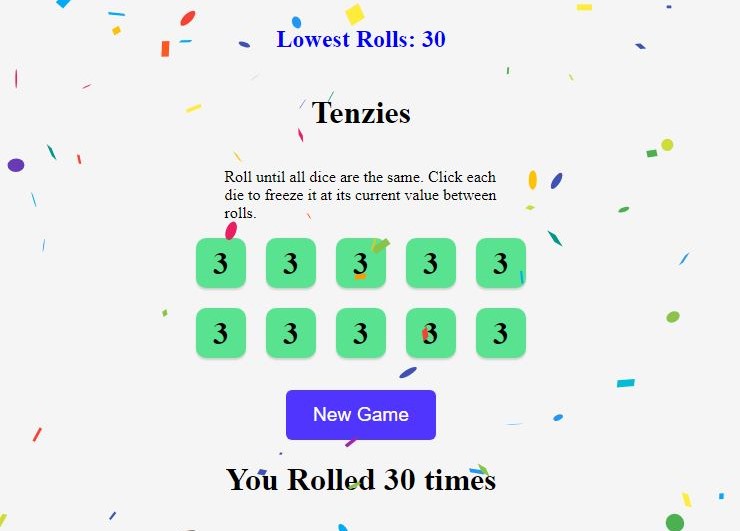 Lowest Rolls: 30
Tenzies
Roll until all dice are the same. Click each
die to freeze it at its current value between
rolls.
3 3 3 3 3
3 3 3 3 3
New Game
You Rolled 30 times